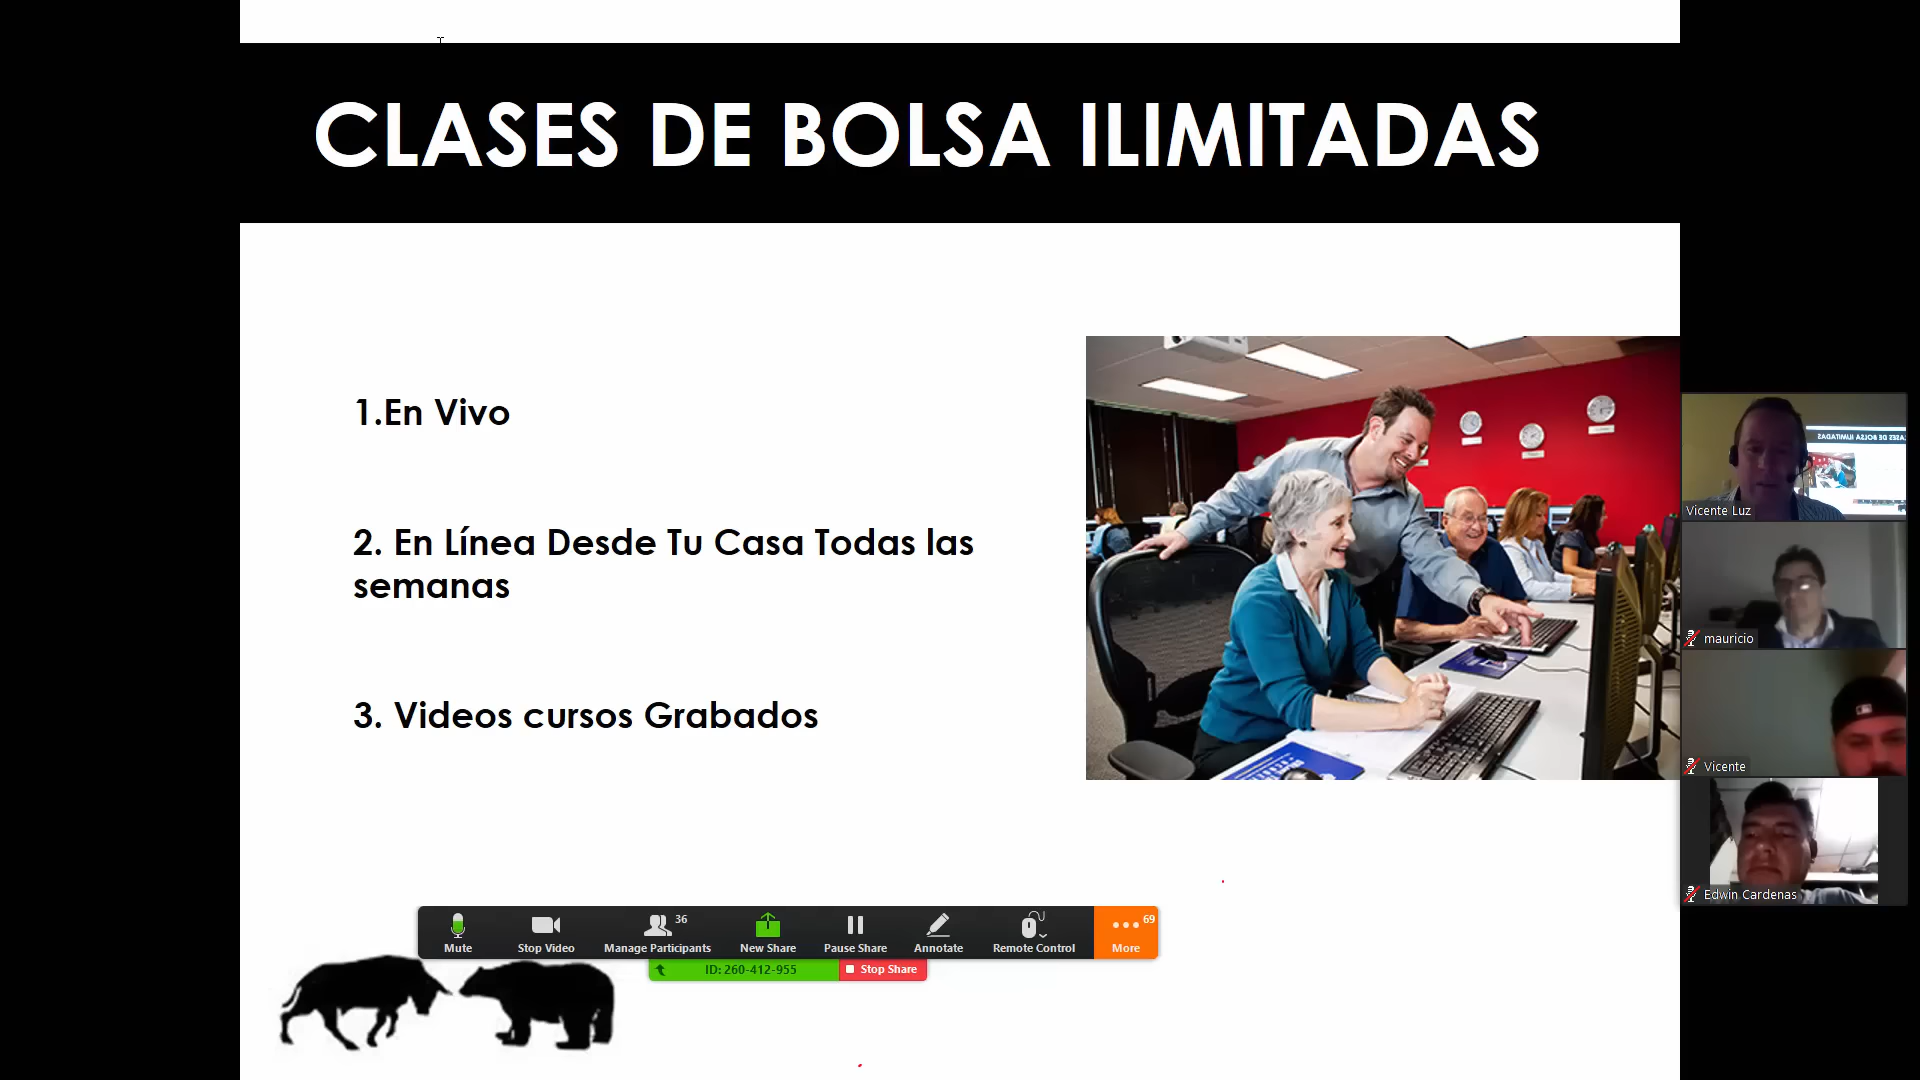 CLASES DE BOLSA ILIMITADAS
1.En Vivo
2. En Línea Desde Tu Casa Todas las
semanas
3. Videos cursos Grabados
Vicente Luz
mauricio
Vicente
Edwin Cardenas
36
69
Mute
Stop Video
Manage Participants
New Share
Pause Share
Annotate
Remote Control
More
ID: 260-412-955
Stop Share